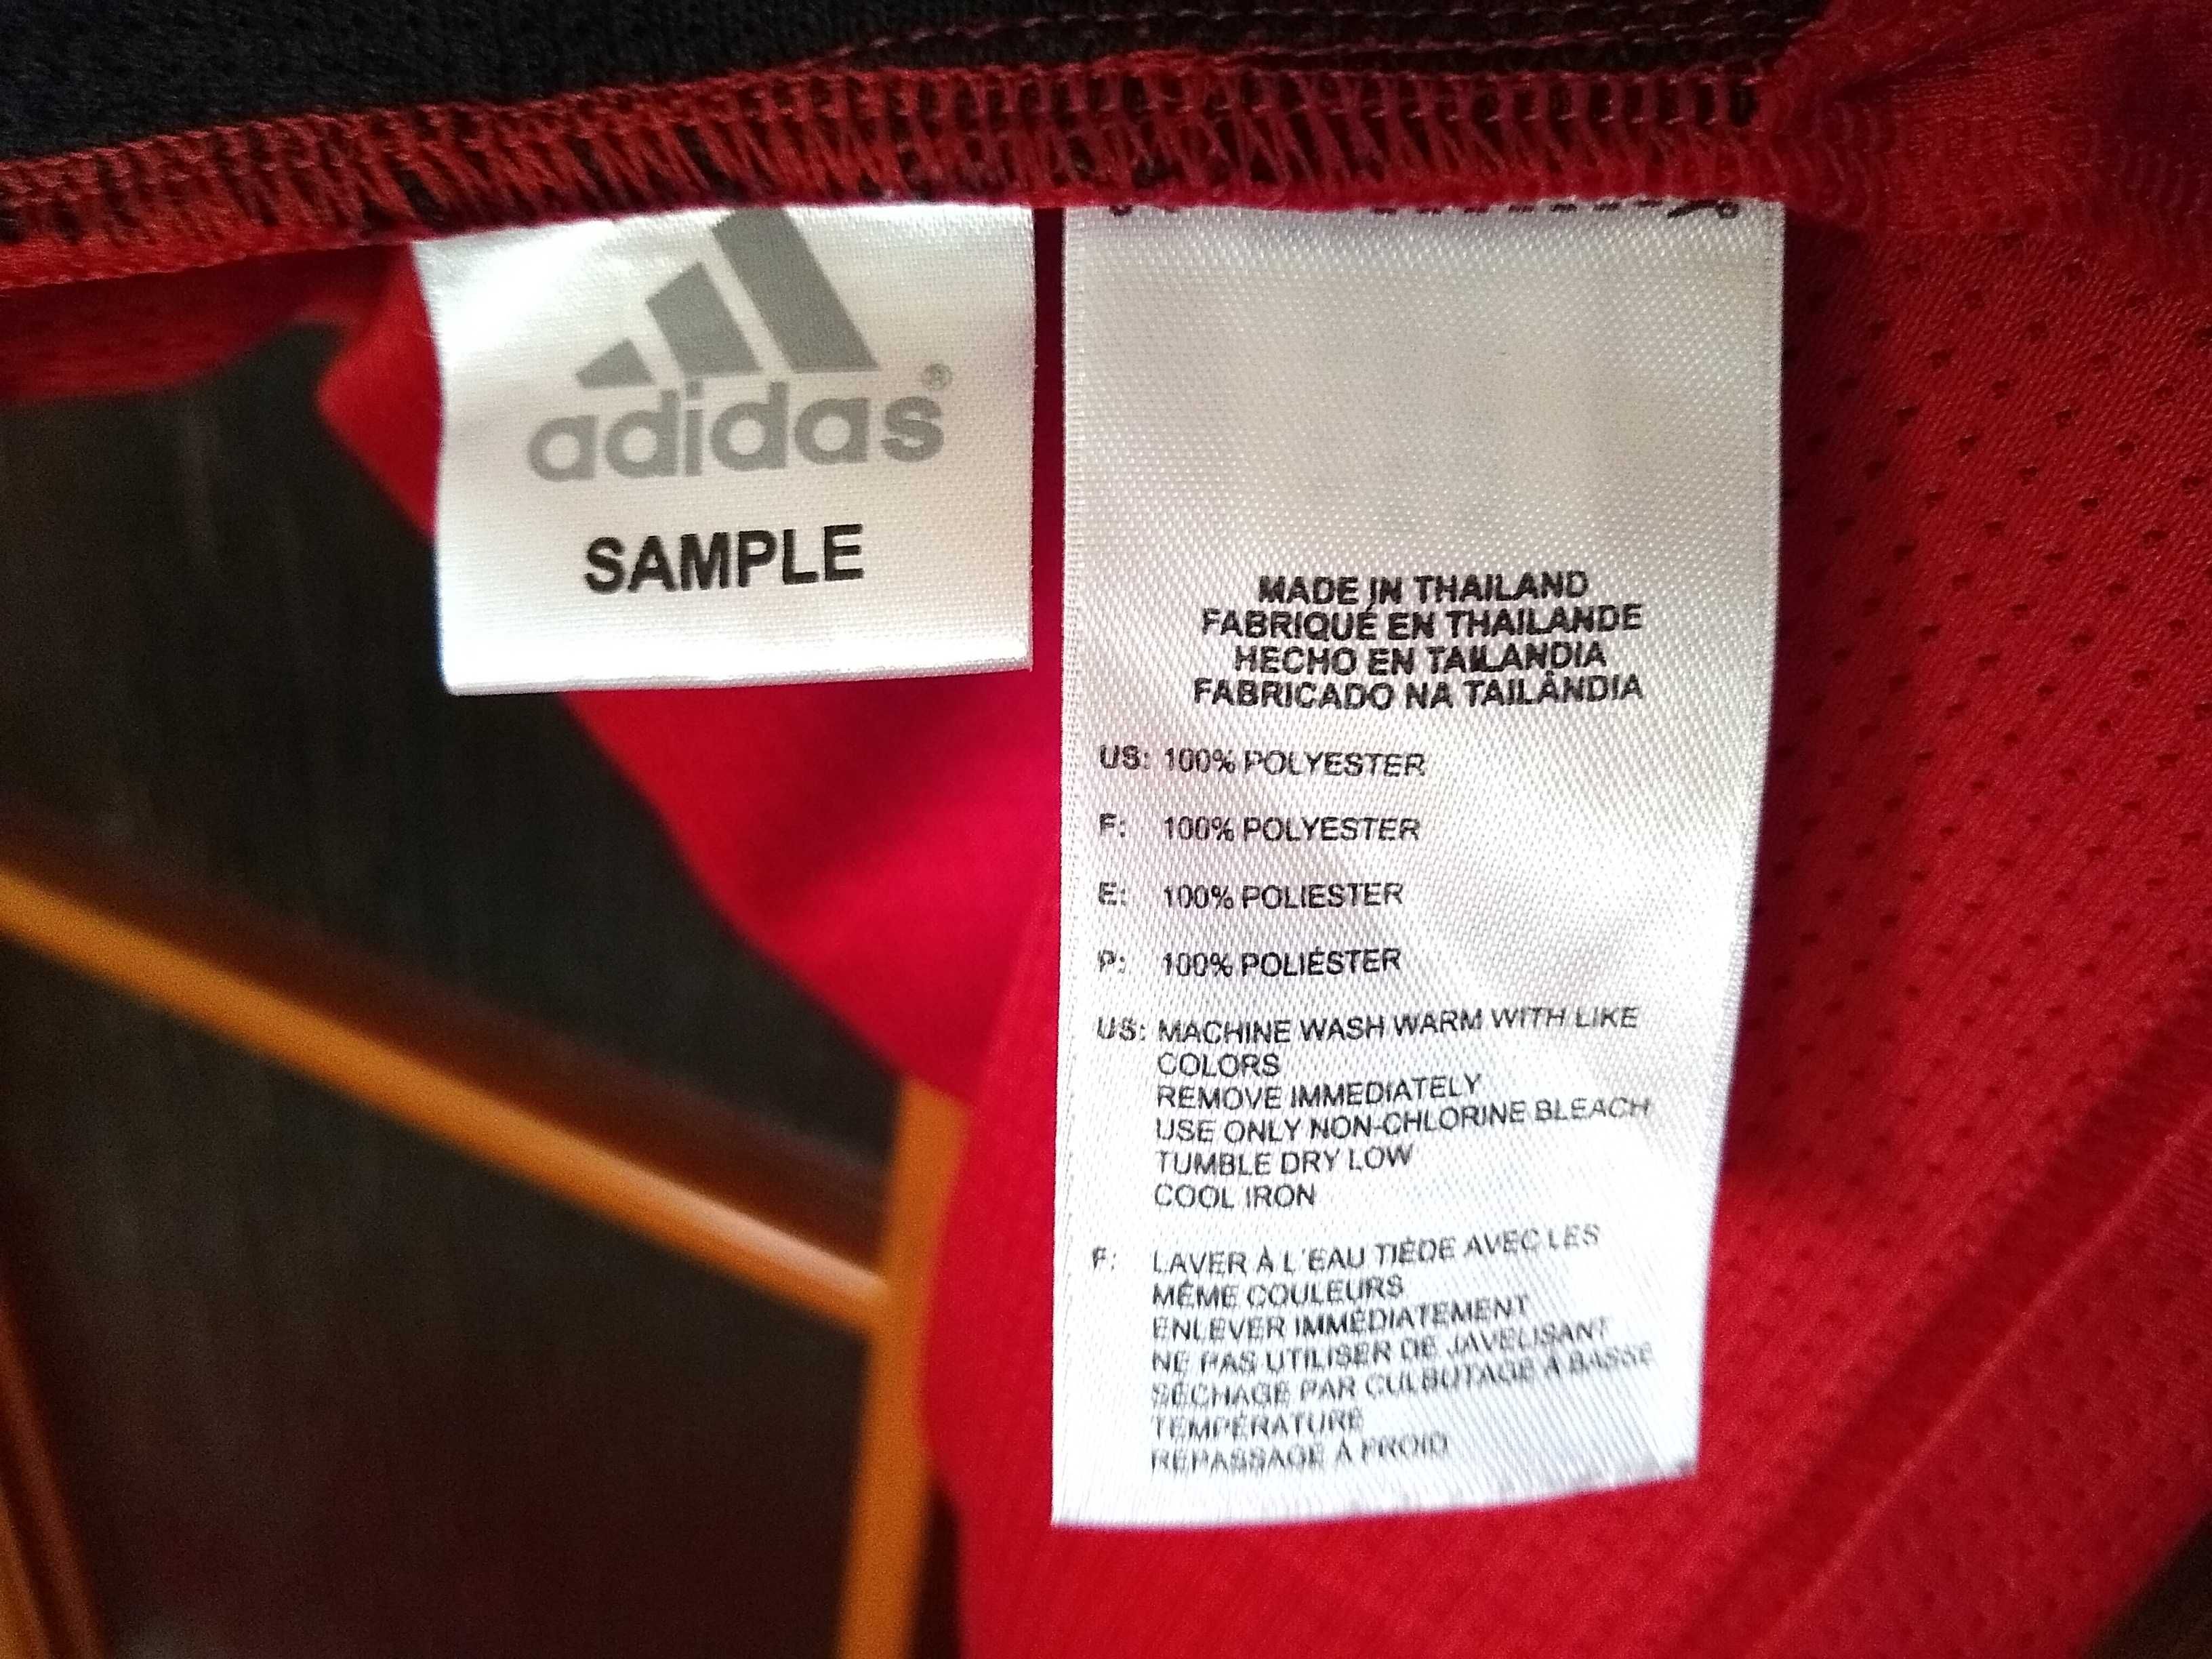 adidas®
SAMPLE
MADE IN THAILAND
FABRIQUÉ EN THAILANDE
HECHO EN TAILANDIA
FABRICADO NA TAILÂNDIA
US: 100% POLYESTER
F: 100% POLYESTER
E: 100% POLIESTER
P: 100% POLIÉSTER
US: MACHINE WASH WARM WITH LIKE
COLORS
REMOVE IMMEDIATELY
USE ONLY NON-CHLORINE BLEACH
TUMBLE DRY LOW
COOL IRON
F: LAVER À L'EAU TIÈDE AVEC LES
MÊME COULEURS
ENLEVER IMMÉDIATEMENT
NE PAS UTILISER DE JAVELISANT
SÉCHAGE PAR CULBUTAGE À BASSE
TEMPÉRATURE
REPASSAGE À FROID